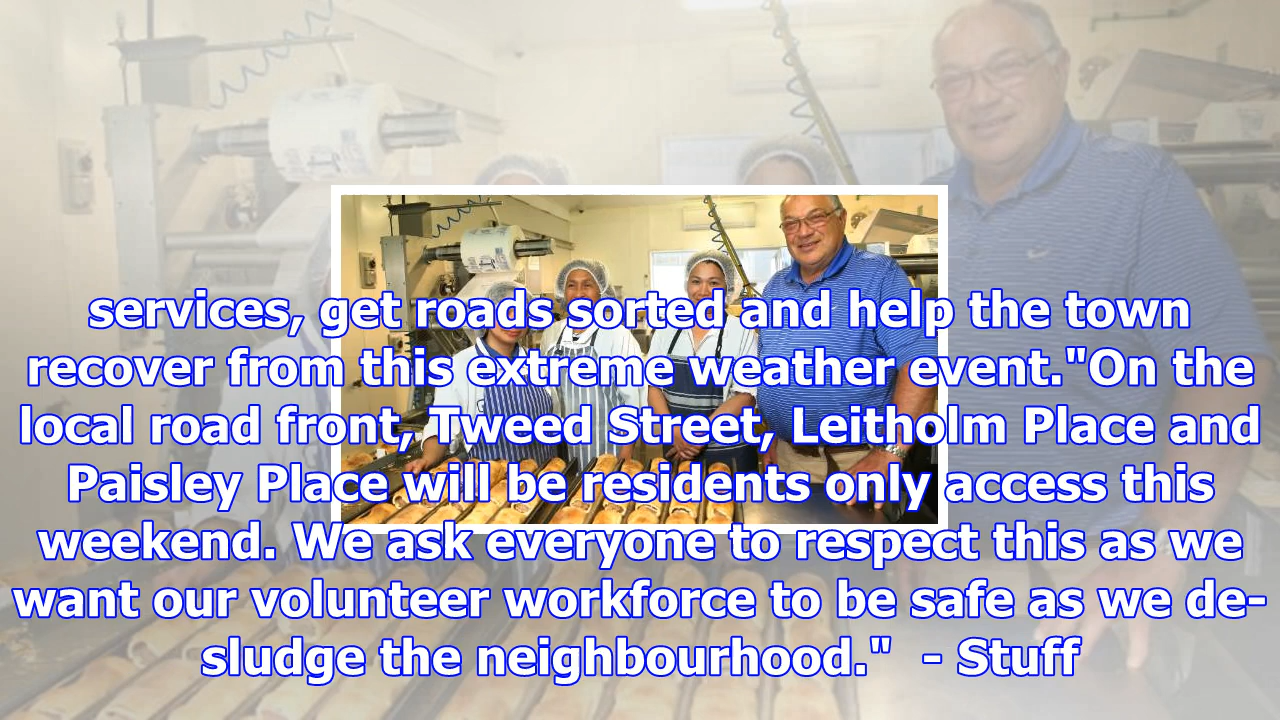 services, get roads sorted and help the town
recover from this extreme weather event."On the
local road front, Tweed Street, Leitholm Place and
Paisley Place will be residents only access this
weekend. We ask everyone to respect this as we
want our volunteer workforce to be safe as we de-
sludge the neighbourhood."  - Stuff